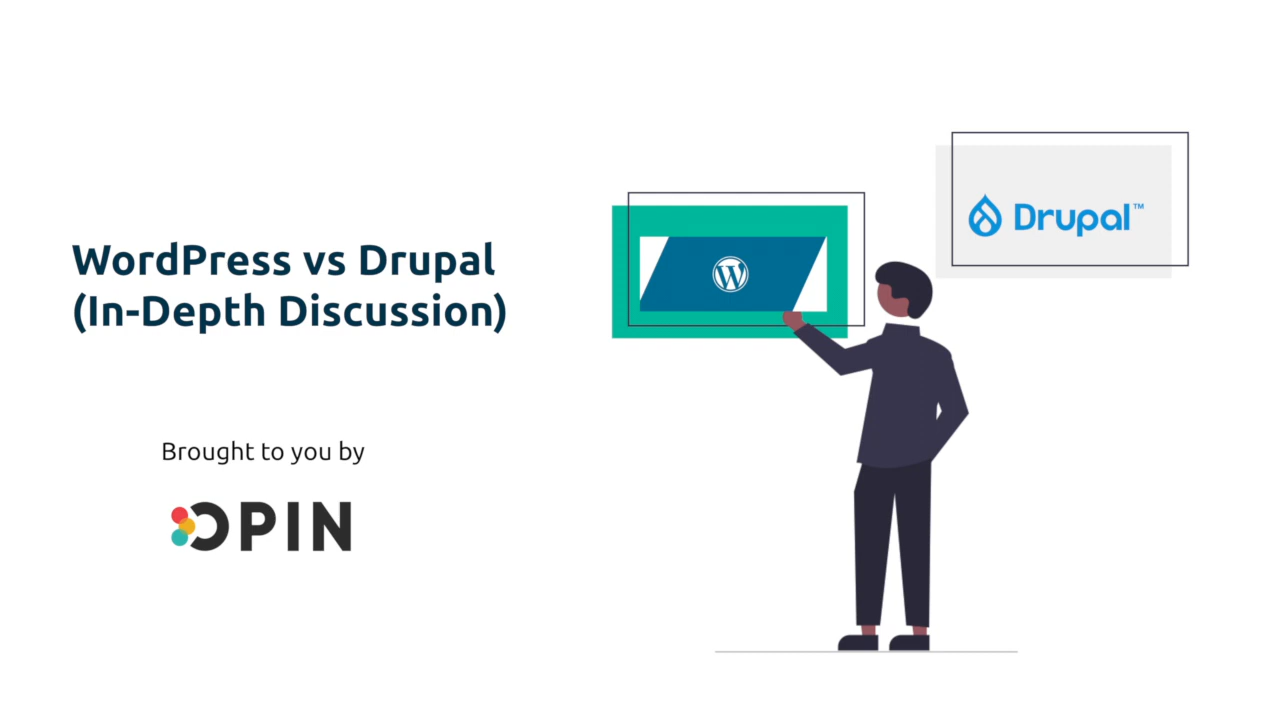 WordPress vs Drupal
(In-Depth Discussion)
Brought to you by
OPIN
W
Drupal™